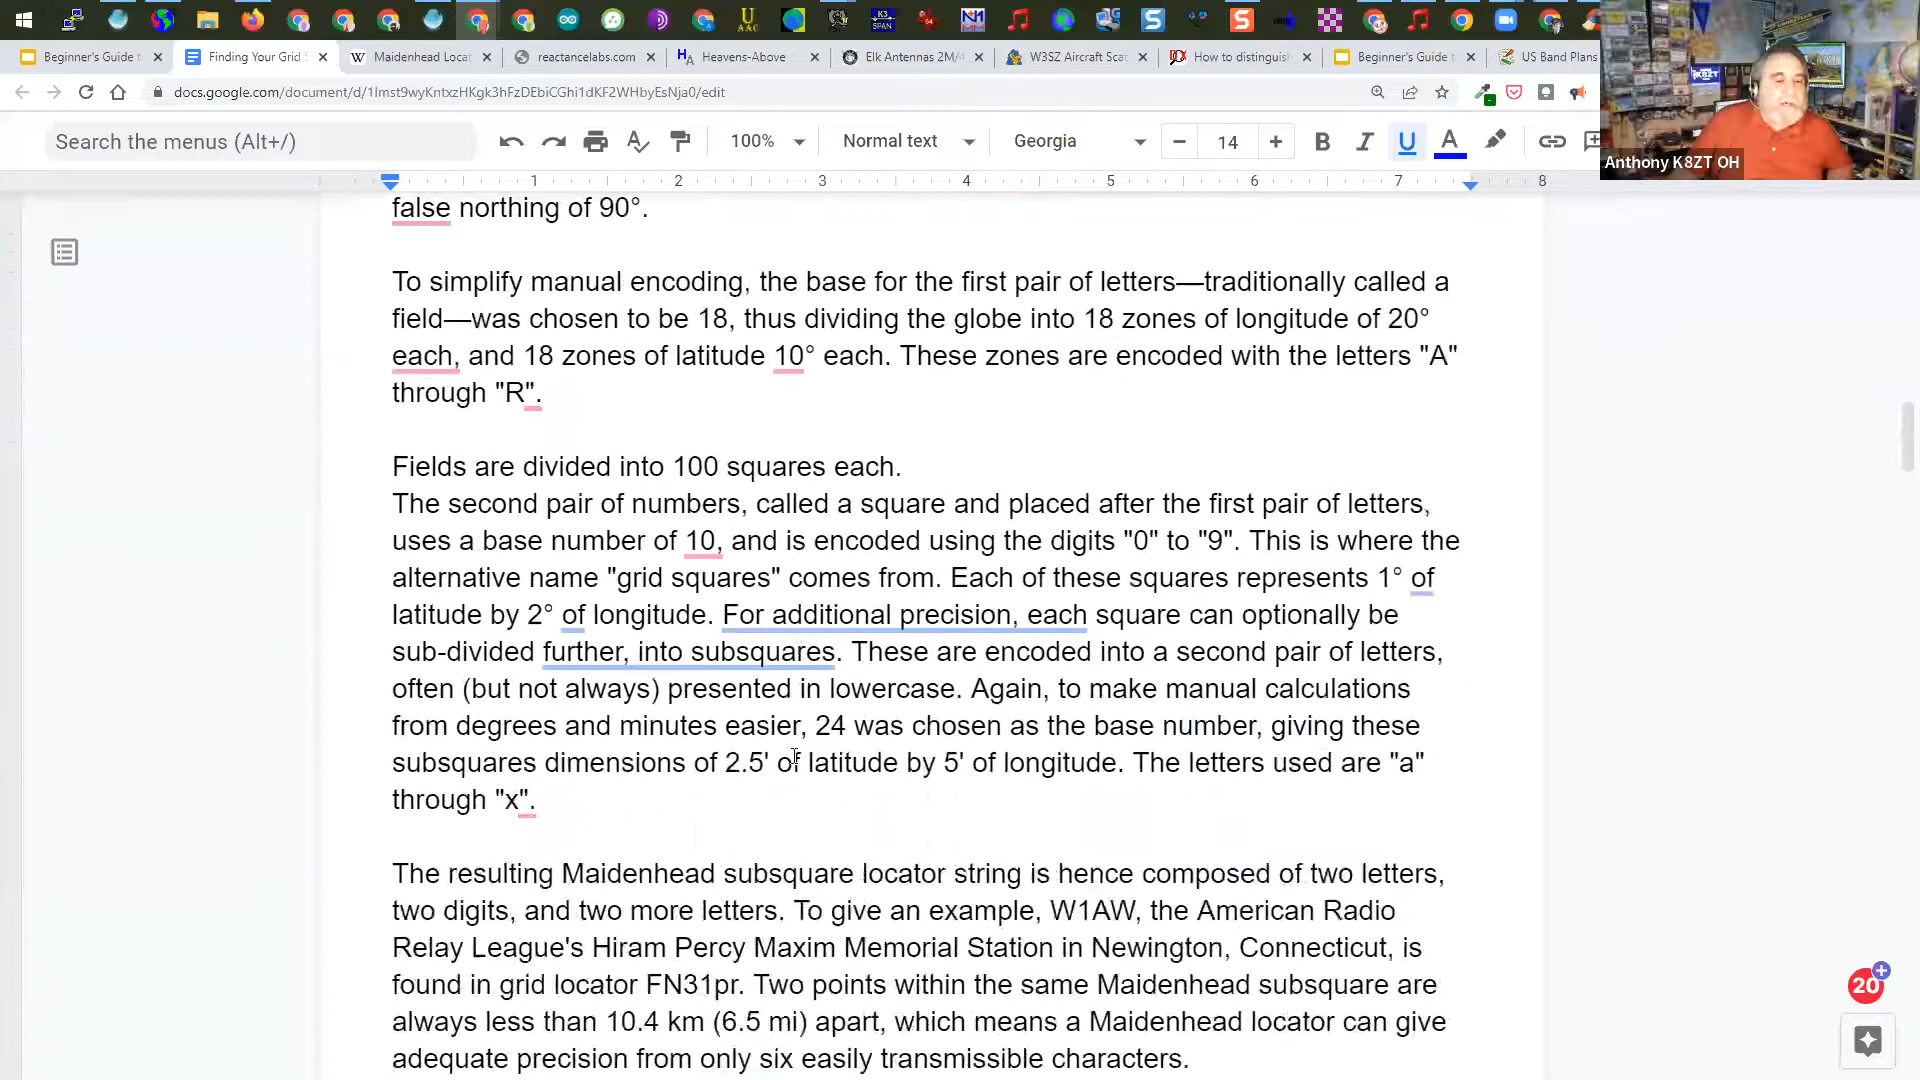 Beginner's Guide t
Finding Your Grid S
Maidenhead Locat
reactancelabs.com
Heavens-Above
Elk Antennas 2M/4
W3SZ Aircraft Scat
How to distinguish
Beginner's Guide t
US Band Plans
docs.google.com/document/d/1Imst9wyKntxzHKgk3hFzDEbiCGhi1dKF2WHbyEsNja0/edit
Search the menus (Alt+/)
100%
Normal text
Georgia
14
B I U A
Anthony K8ZT OH
1 2 3 4 5 6 7 8
false northing of 90°.
To simplify manual encoding, the base for the first pair of letters—traditionally called a
field—was chosen to be 18, thus dividing the globe into 18 zones of longitude of 20°
each, and 18 zones of latitude 10° each. These zones are encoded with the letters "A"
through "R".
Fields are divided into 100 squares each.
The second pair of numbers, called a square and placed after the first pair of letters,
uses a base number of 10, and is encoded using the digits "0" to "9". This is where the
alternative name "grid squares" comes from. Each of these squares represents 1° of
latitude by 2° of longitude. For additional precision, each square can optionally be
sub-divided further, into subsquares. These are encoded into a second pair of letters,
often (but not always) presented in lowercase. Again, to make manual calculations
from degrees and minutes easier, 24 was chosen as the base number, giving these
subsquares dimensions of 2.5' of latitude by 5' of longitude. The letters used are "a"
through "x".
The resulting Maidenhead subsquare locator string is hence composed of two letters,
two digits, and two more letters. To give an example, W1AW, the American Radio
Relay League's Hiram Percy Maxim Memorial Station in Newington, Connecticut, is
found in grid locator FN31pr. Two points within the same Maidenhead subsquare are
always less than 10.4 km (6.5 mi) apart, which means a Maidenhead locator can give
adequate precision from only six easily transmissible characters.
20